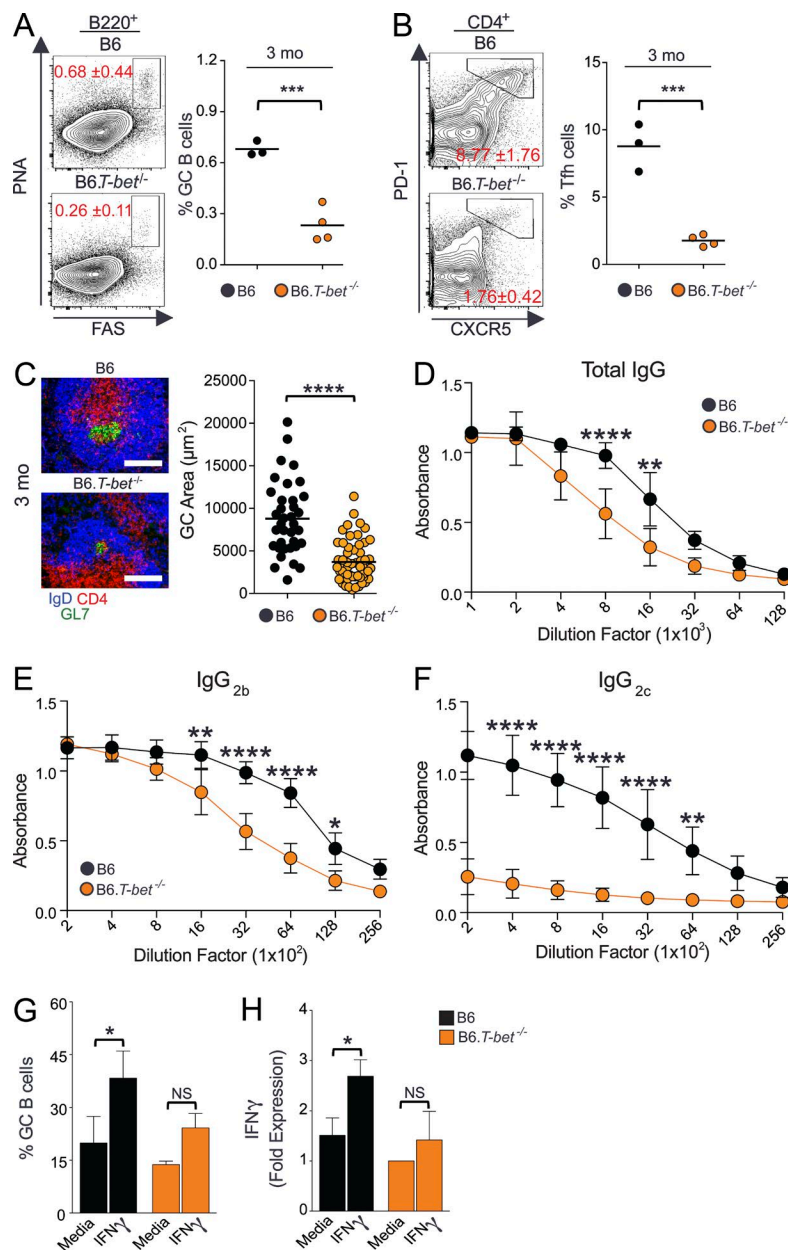 A
B220⁺
B6
0.68 ±0.44
B6.T-bet⁻/⁻
0.26 ±0.11
PNA
FAS
3 mo
***
% GC B cells
1.2
0.6
0.3
0.0
B6
B6.T-bet⁻/⁻
B
CD4⁺
B6
8.77 ±1.76
B6.T-bet⁻/⁻
1.76±0.42
PD-1
CXCR5
3 mo
***
% Tfh cells
15
10
5
0
B6
B6.T-bet⁻/⁻
C
B6
B6.T-bet⁻/⁻
3 mo
IgD CD4
GL7
****
GC Area (µm²)
25000
20000
15000
10000
5000
0
B6
B6.T-bet⁻/⁻
D
Total IgG
B6
B6.T-bet⁻/⁻
****
**
Absorbance
1.5
1.0
0.5
0.0
1 2 4 8 16 32 64 128
Dilution Factor (1x10³)
E
IgG₂b
**
****
****
*
Absorbance
1.5
1.0
0.5
0.0
B6
B6.T-bet⁻/⁻
2 4 8 16 32 64 128 256
Dilution Factor (1x10²)
F
IgG₂c
****
****
****
****
**
Absorbance
1.5
1.0
0.5
0.0
2 4 8 16 32 64 128 256
Dilution Factor (1x10²)
G
% GC B cells
60
45
30
15
0
*
NS
Media IFNγ Media IFNγ
H
IFNγ
(Fold Expression)
4
3
2
1
0
*
NS
Media IFNγ Media IFNγ
B6
B6.T-bet⁻/⁻